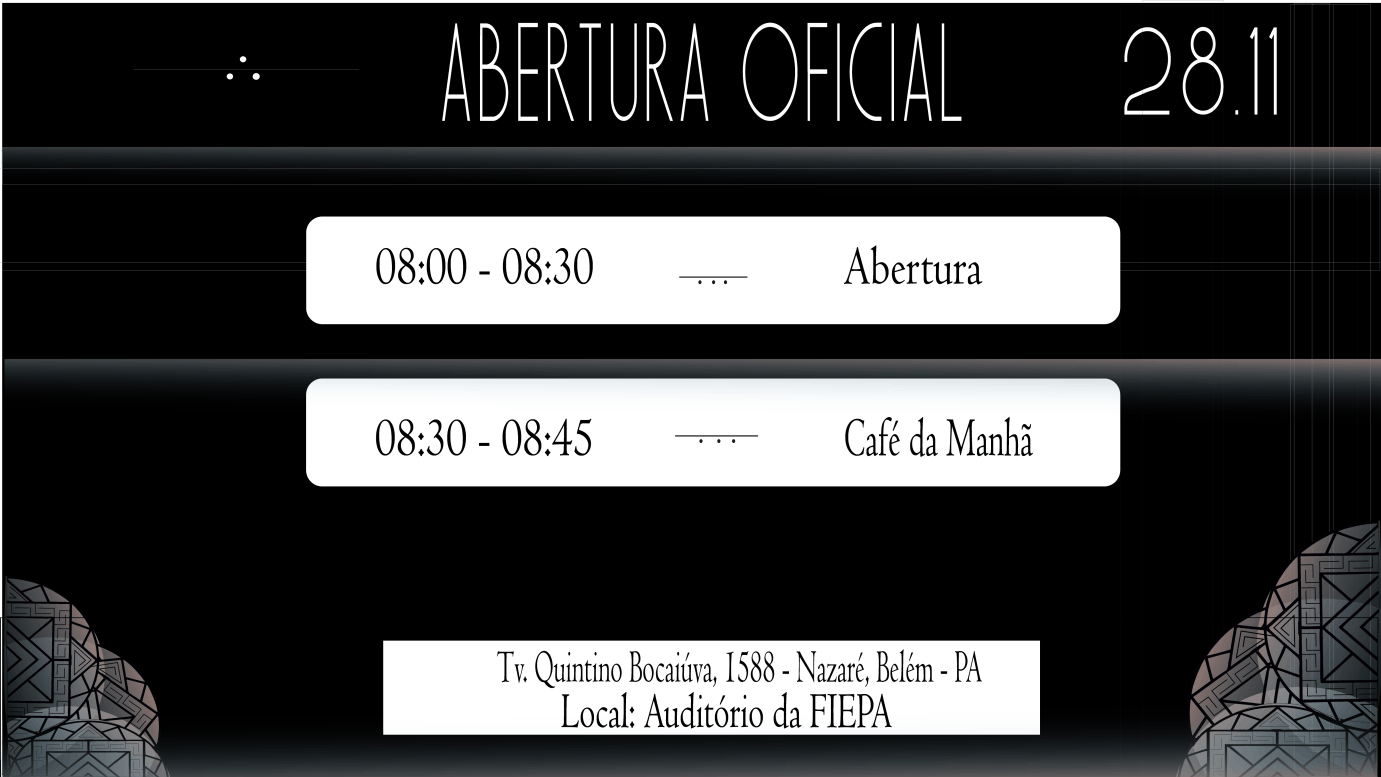 ABERTURA OFICIAL 28.11
08:00 - 08:30 Abertura
08:30 - 08:45 Café da Manhã
Tv. Quintino Bocaiúva, 1588 - Nazaré, Belém - PA
Local: Auditório da FIEPA